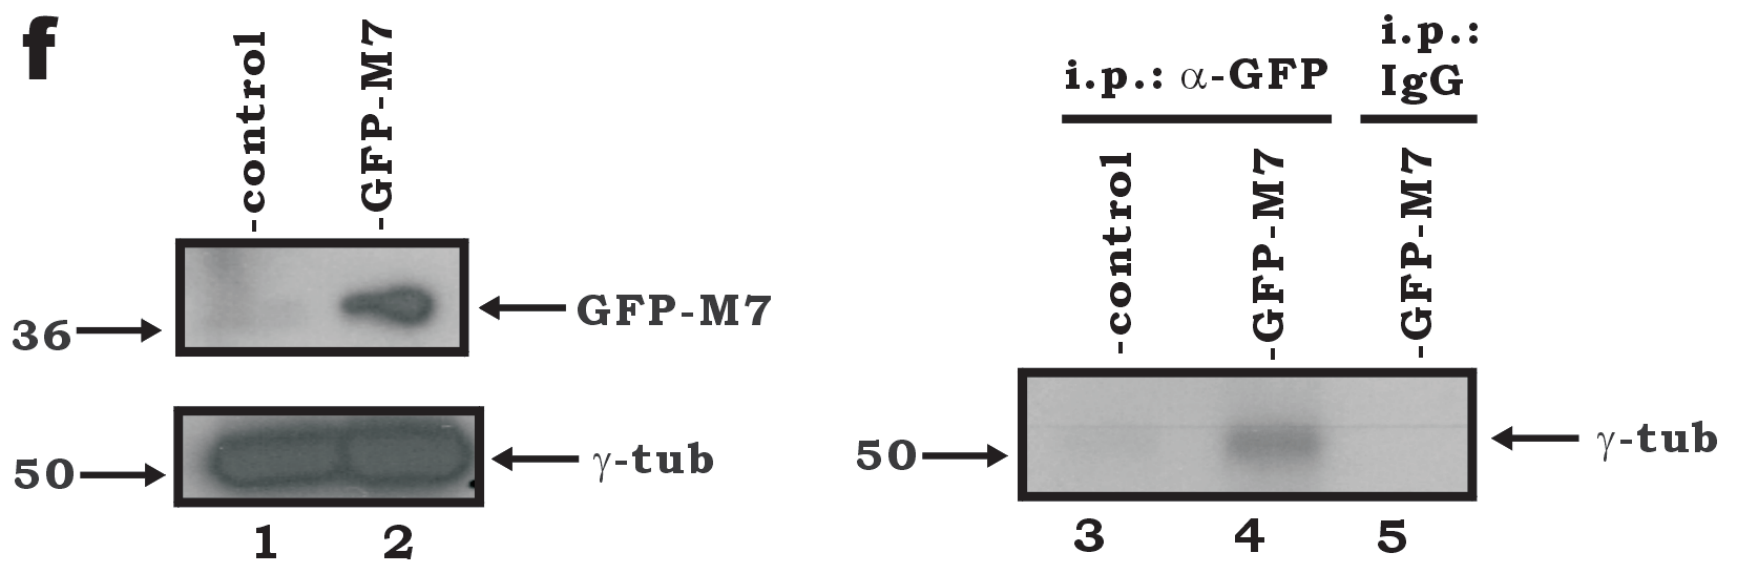 f
-control
-GFP-M7
36
GFP-M7
50
γ-tub
1 2
i.p.: α-GFP
i.p.:
IgG
-control
-GFP-M7
-GFP-M7
50
γ-tub
3 4 5